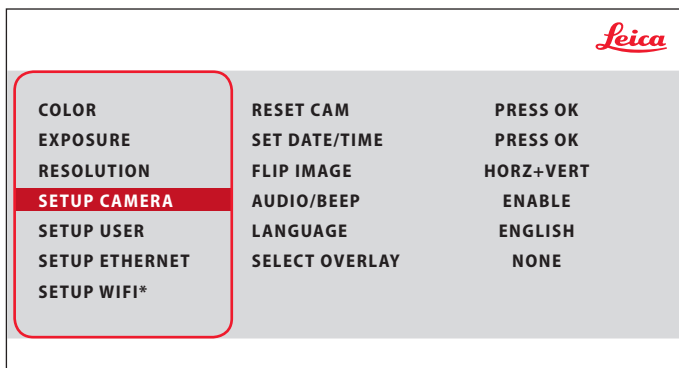 Leica
COLOR RESET CAM PRESS OK
EXPOSURE SET DATE/TIME PRESS OK
RESOLUTION FLIP IMAGE HORZ+VERT
SETUP CAMERA AUDIO/BEEP ENABLE
SETUP USER LANGUAGE ENGLISH
SETUP ETHERNET SELECT OVERLAY NONE
SETUP WIFI*